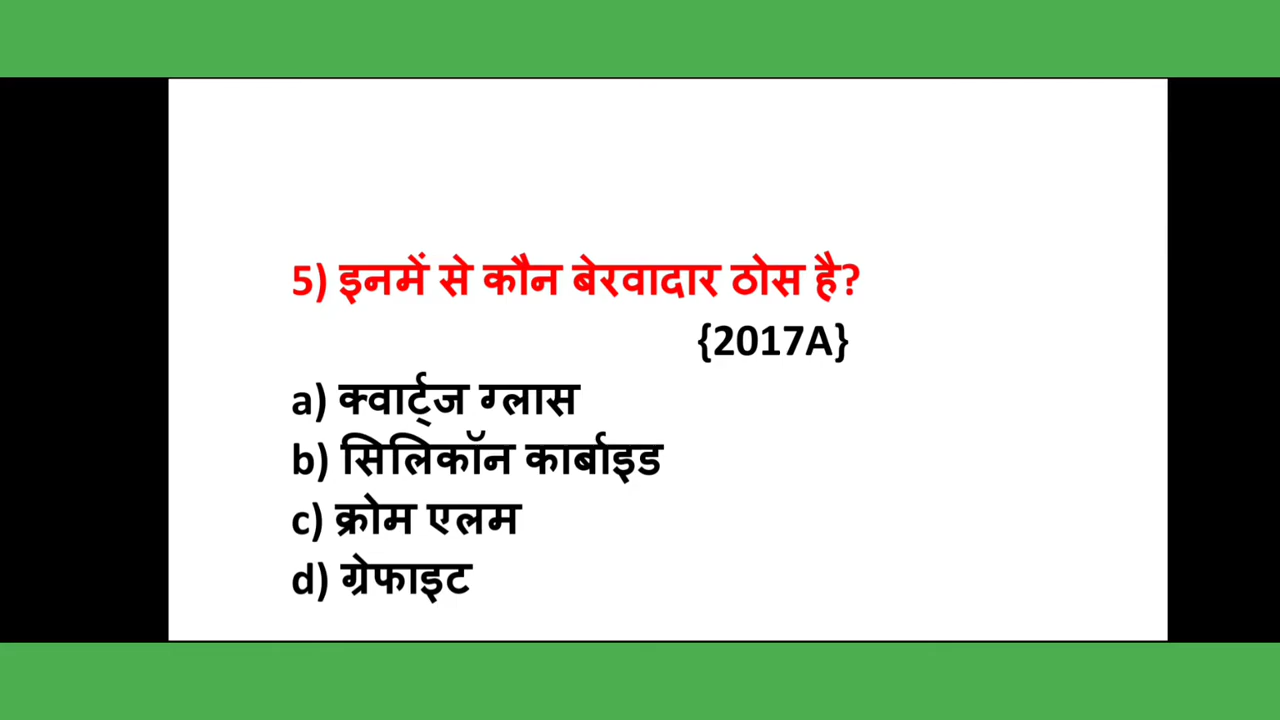 5) इनमें से कौन बेरवादार ठोस है?
{2017A}
a) क्वार्ट्ज ग्लास
b) सिलिकॉन कार्बाइड
c) क्रोम एलम
d) ग्रेफाइट